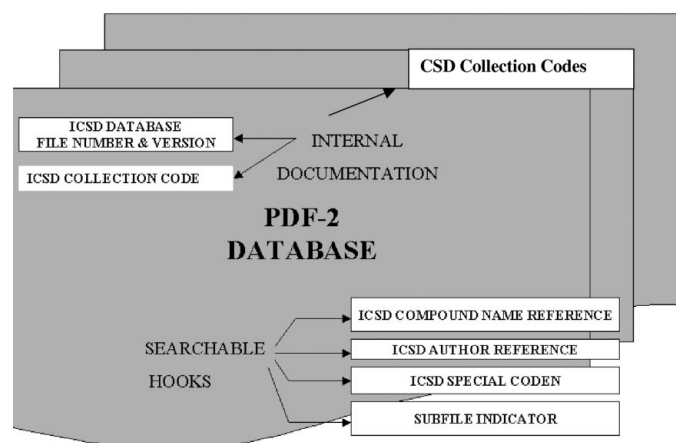 CSD Collection Codes
ICSD DATABASE
FILE NUMBER & VERSION
INTERNAL
ICSD COLLECTION CODE
DOCUMENTATION
PDF-2
DATABASE
ICSD COMPOUND NAME REFERENCE
SEARCHABLE
ICSD AUTHOR REFERENCE
HOOKS
ICSD SPECIAL CODEN
SUBFILE INDICATOR